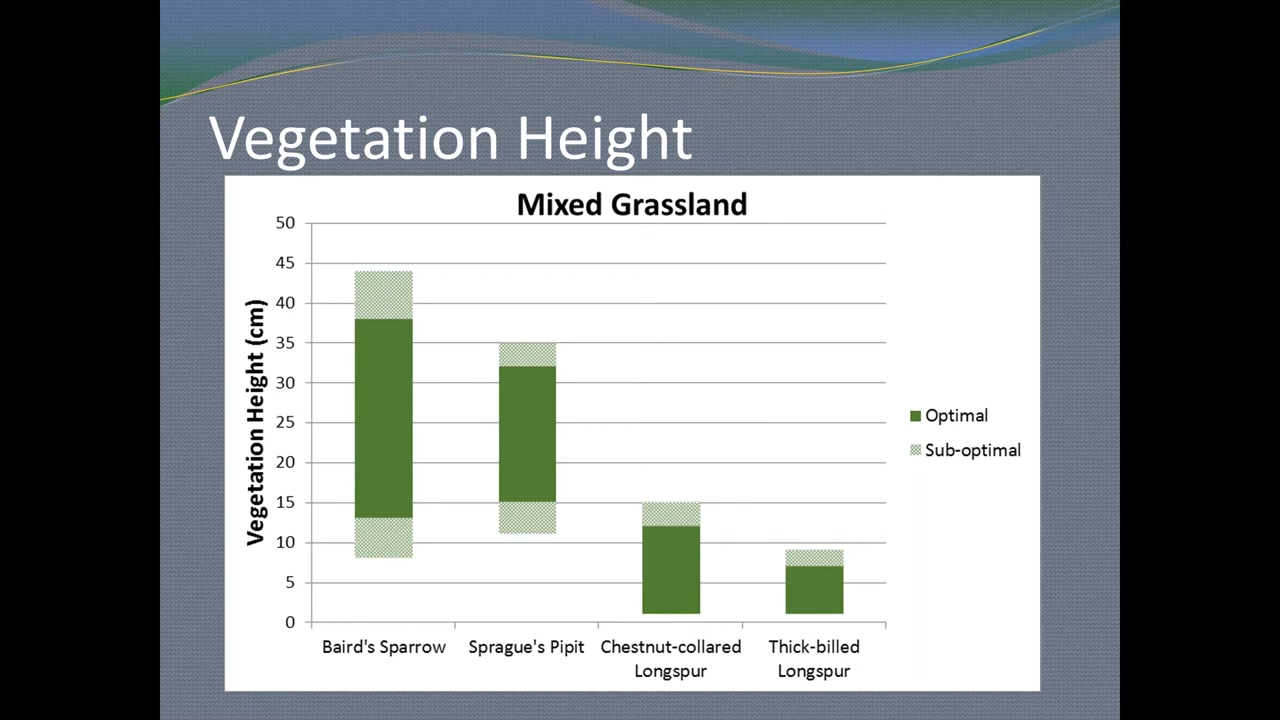 Vegetation Height
Mixed Grassland
50
45
40
35
30
25
20
15
10
5
0
Vegetation Height (cm)
Optimal
Sub-optimal
Baird's Sparrow
Sprague's Pipit
Chestnut-collared
Longspur
Thick-billed
Longspur